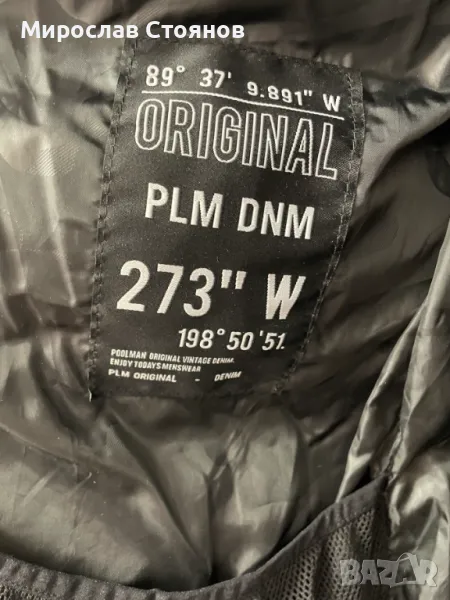 Мирослав Стоянов
89° 37' 9.891" W
ORIGINAL
PLM DNM
273" W
198°50'51.
POOLMAN ORIGINAL VINTAGE DENIM.
ENJOY TODAYS MENSWEAR
PLM ORIGINAL - DENIM
BAZAR